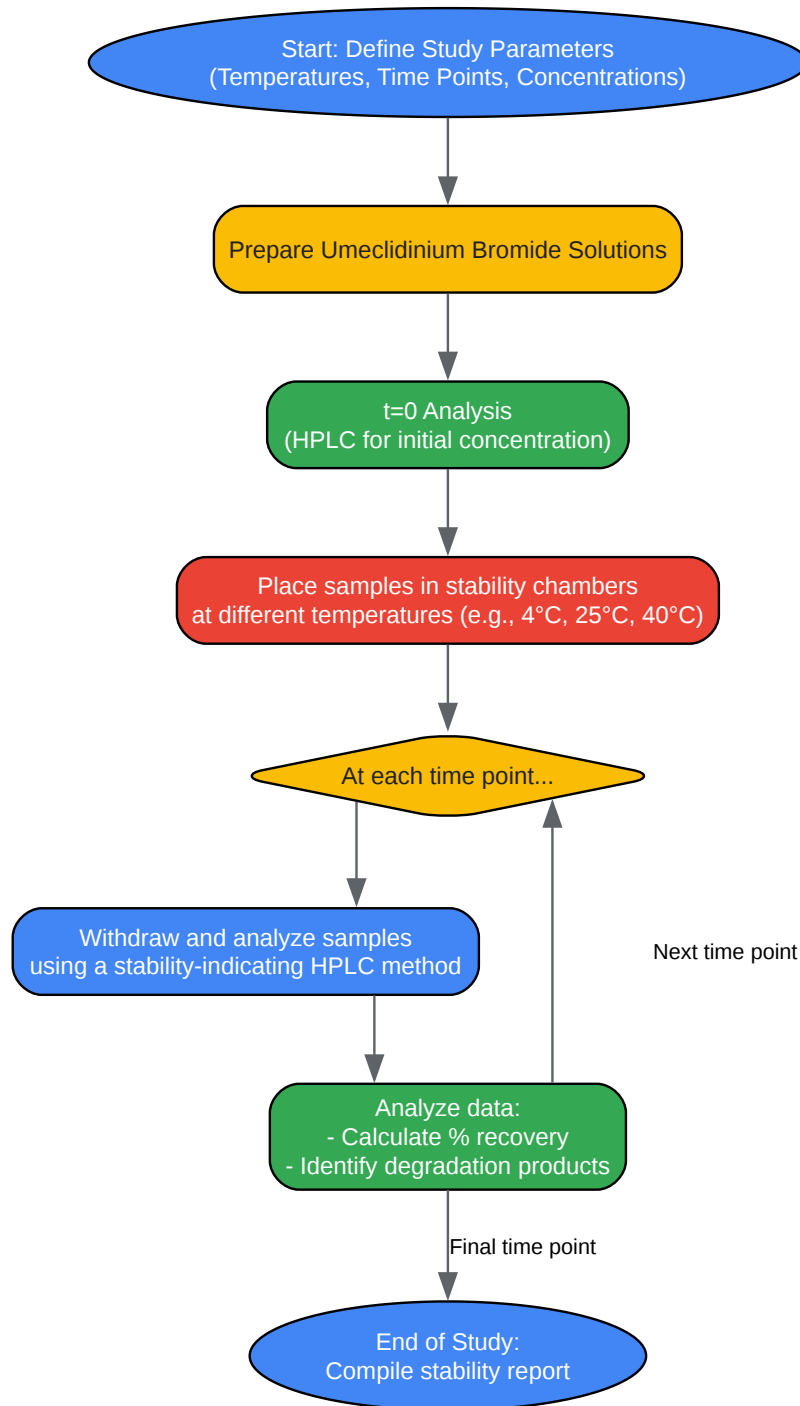 Start: Define Study Parameters
(Temperatures, Time Points, Concentrations)
Prepare Umeclidinium Bromide Solutions
t=0 Analysis
(HPLC for initial concentration)
Place samples in stability chambers
at different temperatures (e.g., 4°C, 25°C, 40°C)
At each time point...
Withdraw and analyze samples
using a stability-indicating HPLC method
Next time point
Analyze data:
- Calculate % recovery
- Identify degradation products
Final time point
End of Study:
Compile stability report